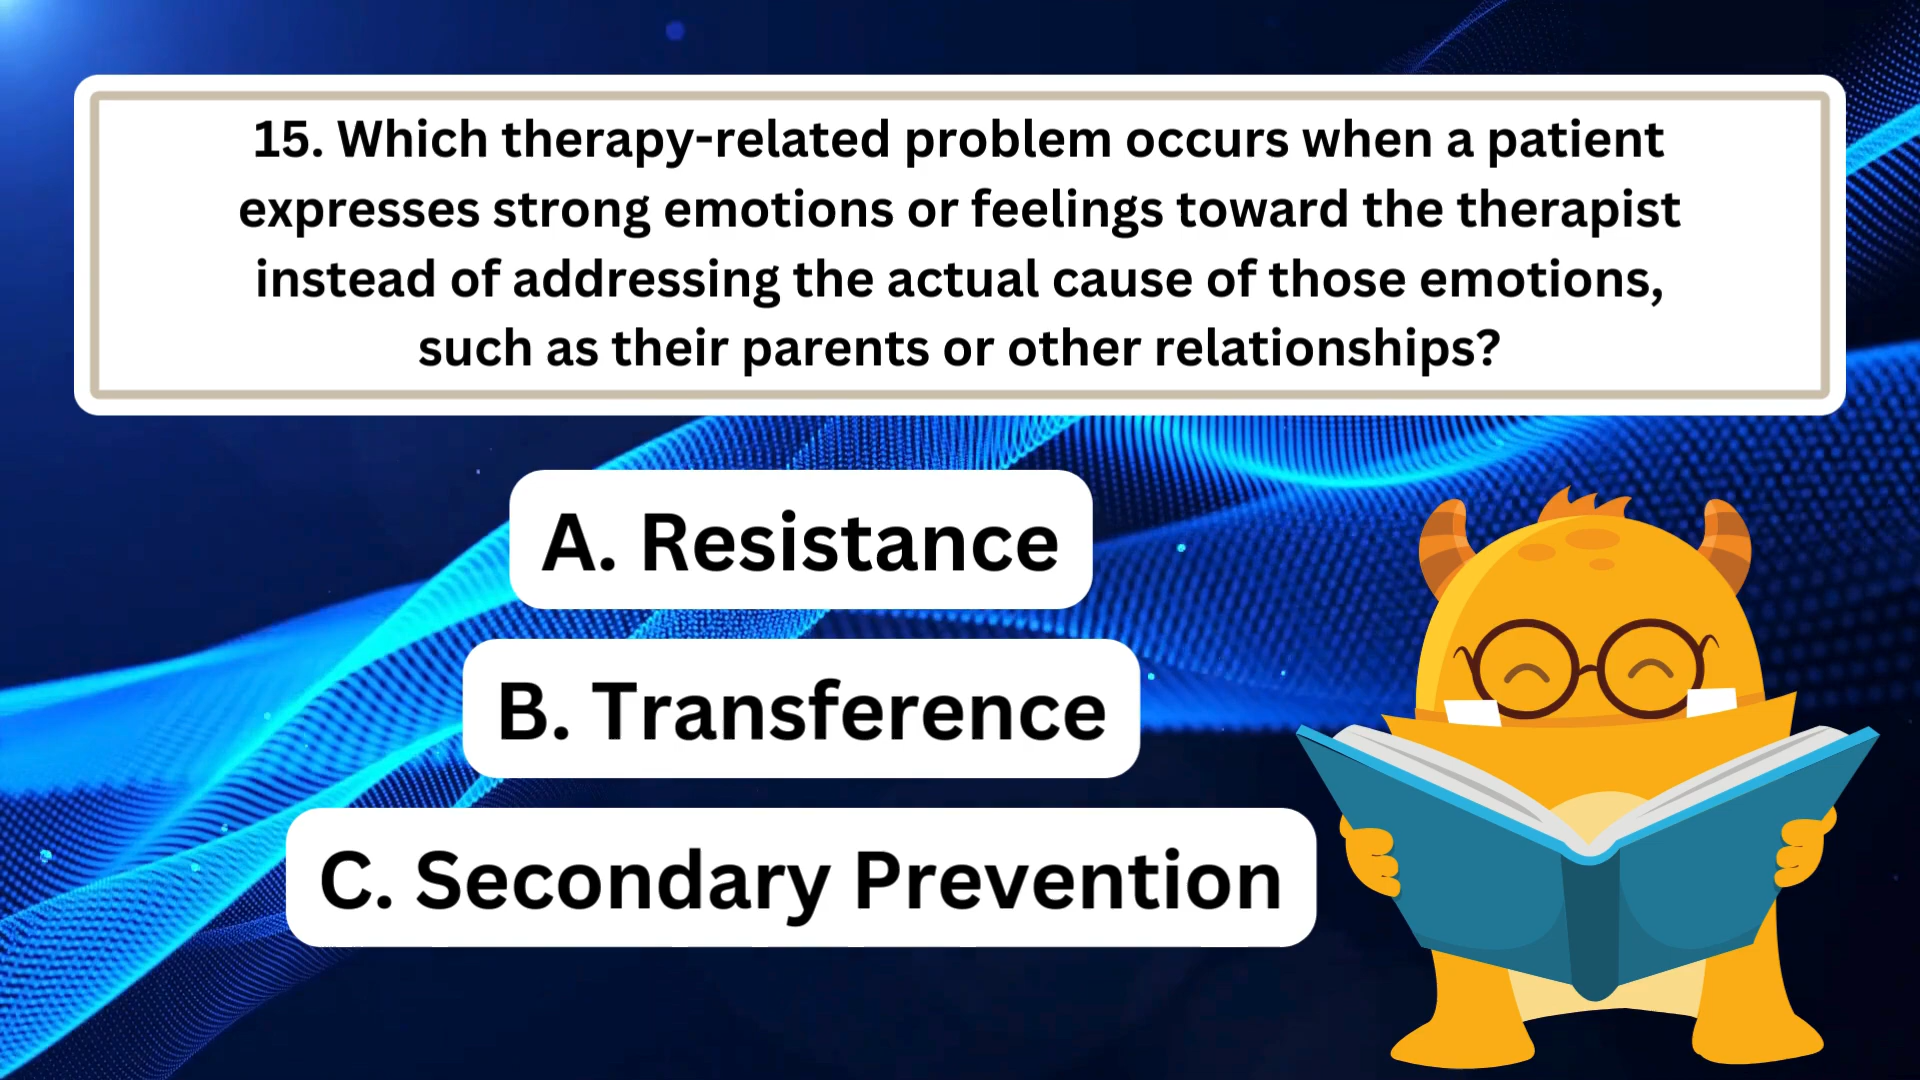 15. Which therapy-related problem occurs when a patient
expresses strong emotions or feelings toward the therapist
instead of addressing the actual cause of those emotions,
such as their parents or other relationships?
A. Resistance
B. Transference
C. Secondary Prevention